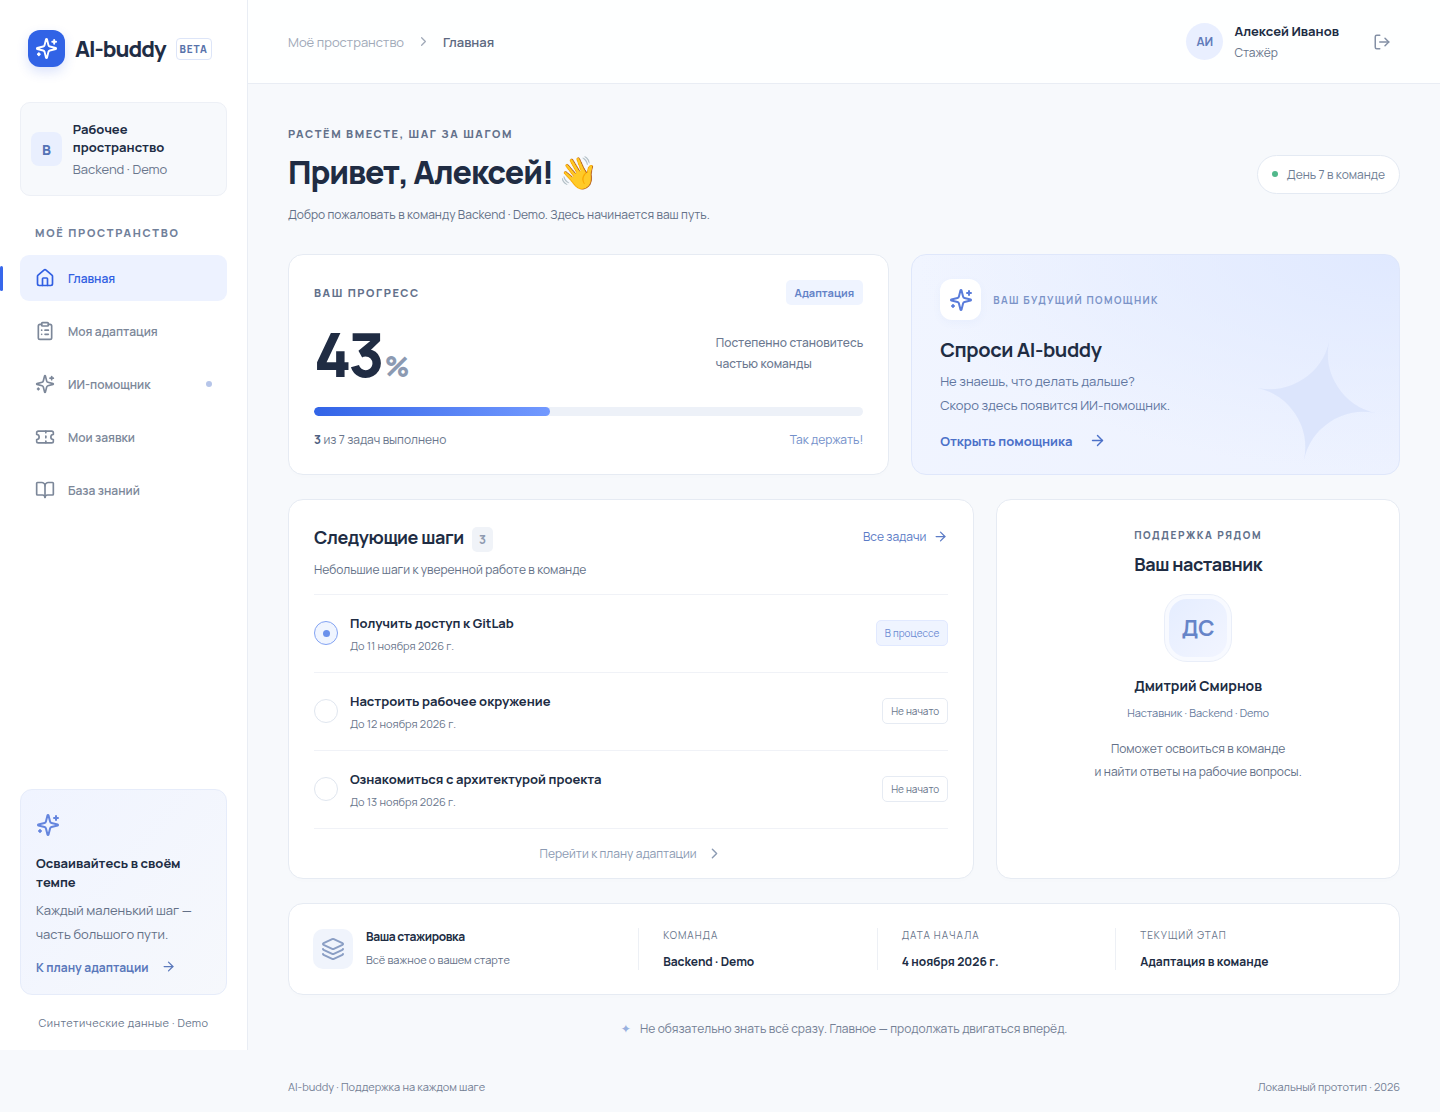 AI-buddy BETA
Рабочее
пространство
B
Backend · Demo
МОЁ ПРОСТРАНСТВО
Главная
Моя адаптация
ИИ-помощник
Мои заявки
База знаний
Осваивайтесь в своём
темпе
Каждый маленький шаг —
часть большого пути.
К плану адаптации
Синтетические данные · Demo
Моё пространство
Главная
АИ
Алексей Иванов
Стажёр
РАСТЁМ ВМЕСТЕ, ШАГ ЗА ШАГОМ
Привет, Алексей! 👋
День 7 в команде
Добро пожаловать в команду Backend · Demo. Здесь начинается ваш путь.
ВАШ ПРОГРЕСС
Адаптация
43%
Постепенно становитесь
частью команды
3 из 7 задач выполнено
Так держать!
ВАШ БУДУЩИЙ ПОМОЩНИК
Спроси AI-buddy
Не знаешь, что делать дальше?
Скоро здесь появится ИИ-помощник.
Открыть помощника
Следующие шаги 3
Все задачи
Небольшие шаги к уверенной работе в команде
Получить доступ к GitLab
До 11 ноября 2026 г.
В процессе
Настроить рабочее окружение
До 12 ноября 2026 г.
Не начато
Ознакомиться с архитектурой проекта
До 13 ноября 2026 г.
Не начато
Перейти к плану адаптации
ПОДДЕРЖКА РЯДОМ
Ваш наставник
ДС
Дмитрий Смирнов
Наставник · Backend · Demo
Поможет освоиться в команде
и найти ответы на рабочие вопросы.
Ваша стажировка
Всё важное о вашем старте
КОМАНДА
Backend · Demo
ДАТА НАЧАЛА
4 ноября 2026 г.
ТЕКУЩИЙ ЭТАП
Адаптация в команде
✦ Не обязательно знать всё сразу. Главное — продолжать двигаться вперёд.
AI-buddy · Поддержка на каждом шаге
Локальный прототип · 2026